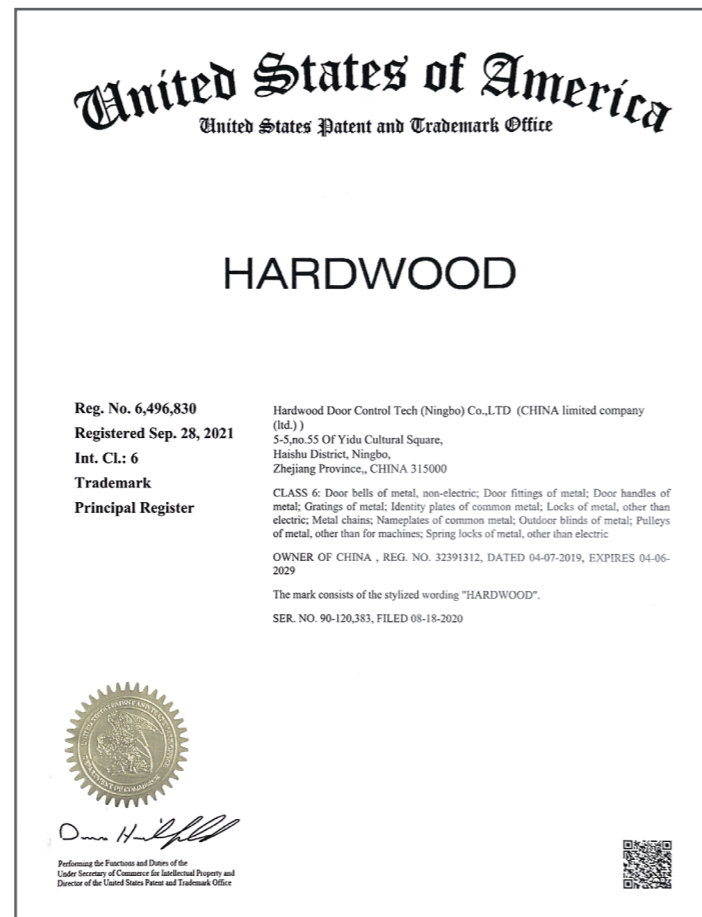 United States of America
United States Patent and Trademark Office
HARDWOOD
Reg. No. 6,496,830
Registered Sep. 28, 2021
Int. Cl.: 6
Trademark
Principal Register
Hardwood Door Control Tech (Ningbo) Co.,LTD (CHINA limited company
(ltd.) )
5-5,no.55 Of Yidu Cultural Square,
Haishu District, Ningbo,
Zhejiang Province,, CHINA 315000
CLASS 6: Door bells of metal, non-electric; Door fittings of metal; Door handles of
metal; Gratings of metal; Identity plates of common metal; Locks of metal, other than
electric; Metal chains; Nameplates of common metal; Outdoor blinds of metal; Pulleys
of metal, other than for machines; Spring locks of metal, other than electric
OWNER OF CHINA , REG. NO. 32391312, DATED 04-07-2019, EXPIRES 04-06-
2029
The mark consists of the stylized wording "HARDWOOD".
SER. NO. 90-120,383, FILED 08-18-2020
Performing the Functions and Duties of the
Under Secretary of Commerce for Intellectual Property and
Director of the United States Patent and Trademark Office